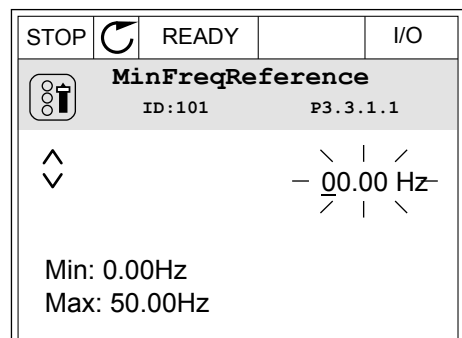 STOP READY I/O
MinFreqReference
ID:101 P3.3.1.1
00.00 Hz
Min: 0.00Hz
Max: 50.00Hz